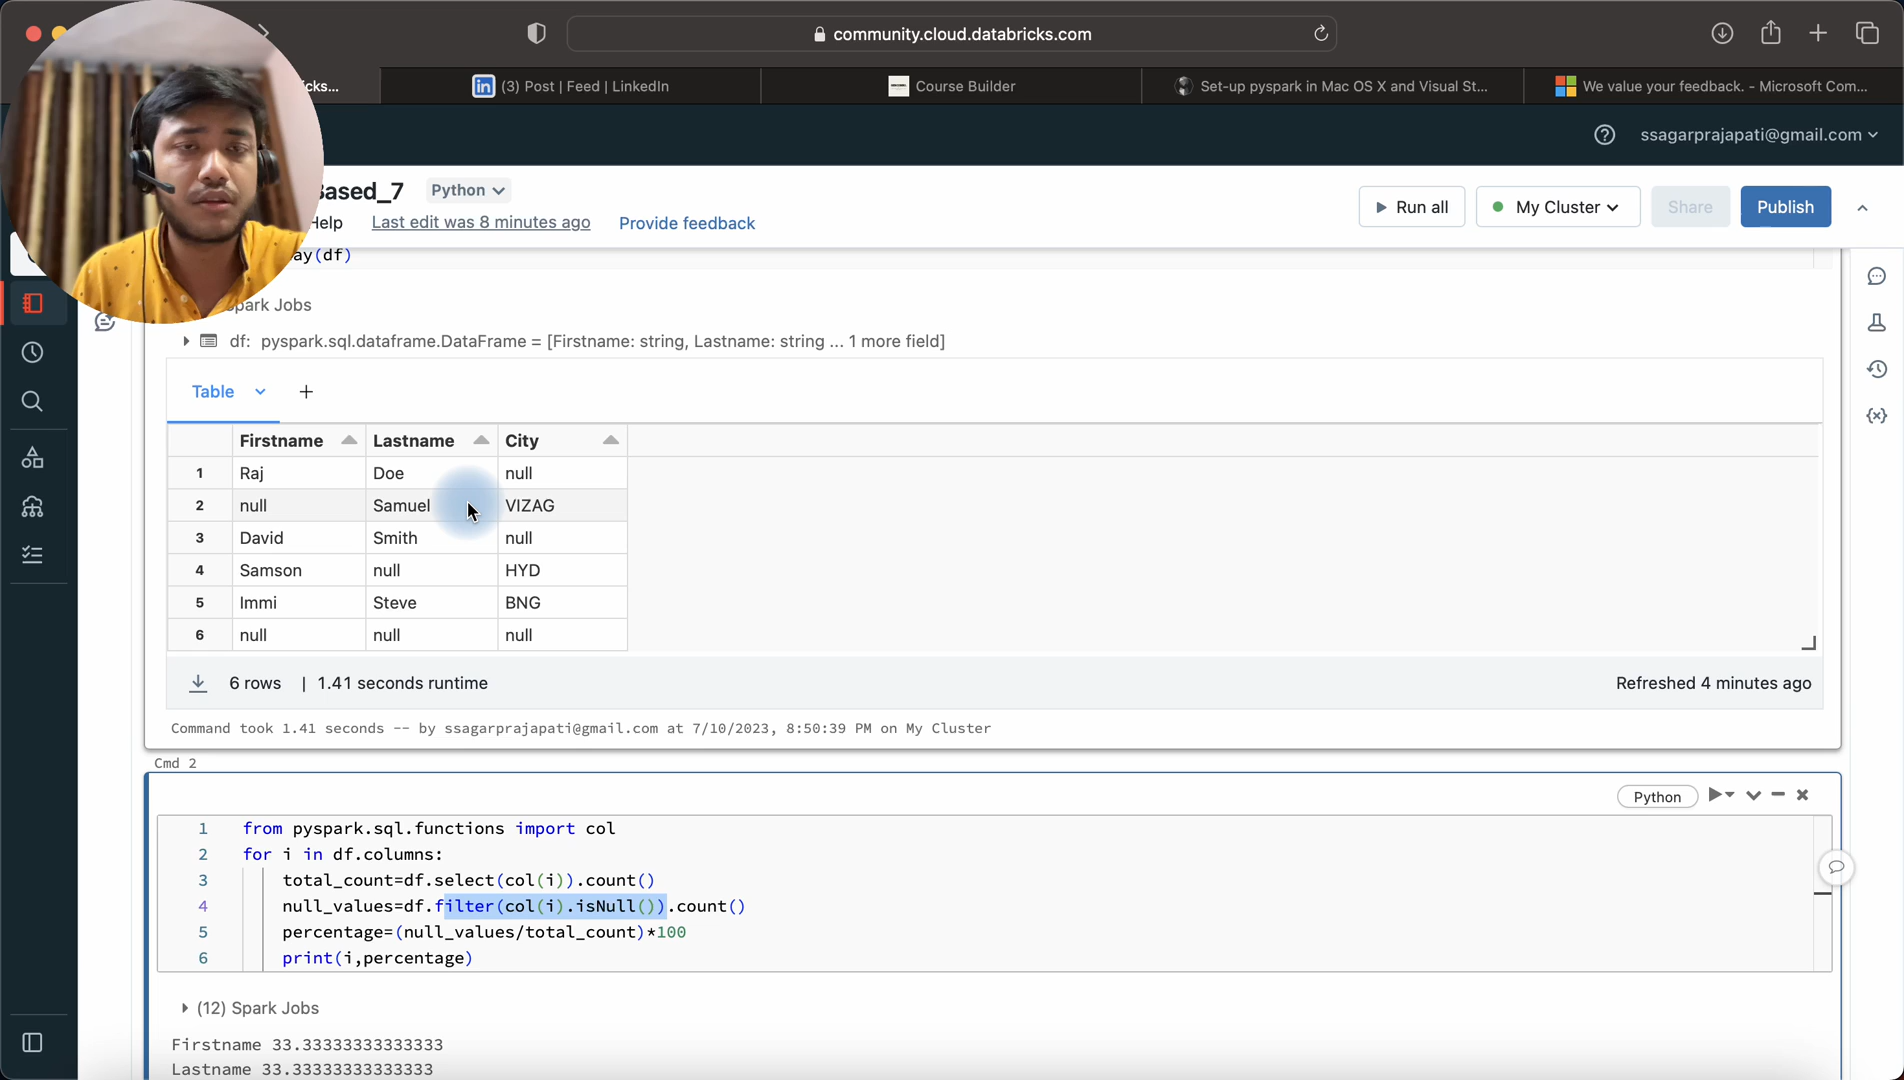 community.cloud.databricks.com
cks...
(3) Post | Feed | LinkedIn
Course Builder
Set-up pyspark in Mac OS X and Visual St...
We value your feedback. - Microsoft Com...
ssagarprajapati@gmail.com
Based_7
Python
Run all
My Cluster
Share
Publish
Help
Last edit was 8 minutes ago
Provide feedback
ay(df)
Spark Jobs
df: pyspark.sql.dataframe.DataFrame = [Firstname: string, Lastname: string ... 1 more field]
Table
+
Firstname Lastname City
1 Raj Doe null
2 null Samuel VIZAG
3 David Smith null
4 Samson null HYD
5 Immi Steve BNG
6 null null null
6 rows | 1.41 seconds runtime
Refreshed 4 minutes ago
Command took 1.41 seconds -- by ssagarprajapati@gmail.com at 7/10/2023, 8:50:39 PM on My Cluster
Cmd 2
Python
1 from pyspark.sql.functions import col
2 for i in df.columns:
3 total_count=df.select(col(i)).count()
4 null_values=df.filter(col(i).isNull()).count()
5 percentage=(null_values/total_count)*100
6 print(i,percentage)
(12) Spark Jobs
Firstname 33.33333333333333
Lastname 33.33333333333333